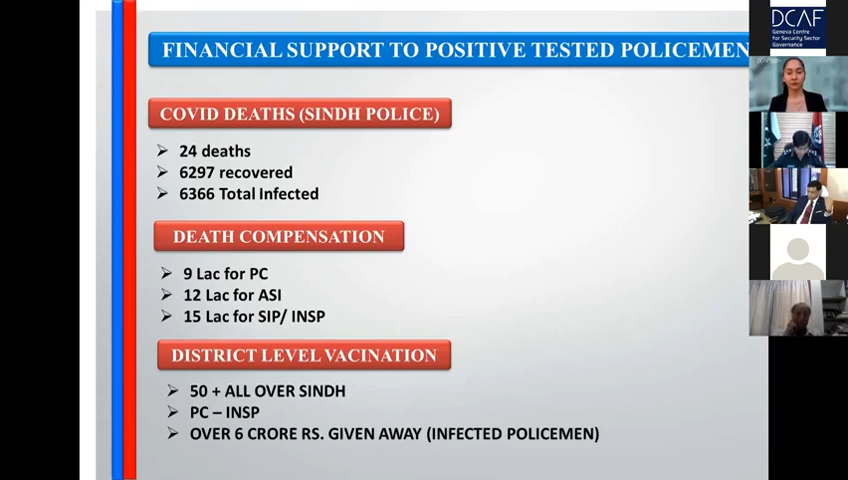 FINANCIAL SUPPORT TO POSITIVE TESTED POLICEMEN
COVID DEATHS (SINDH POLICE)
24 deaths
6297 recovered
6366 Total Infected
DEATH COMPENSATION
9 Lac for PC
12 Lac for ASI
15 Lac for SIP/ INSP
DISTRICT LEVEL VACINATION
50 + ALL OVER SINDH
PC – INSP
OVER 6 CRORE RS. GIVEN AWAY (INFECTED POLICEMEN)
DCAF
Geneva Centre
for Security Sector
Governance